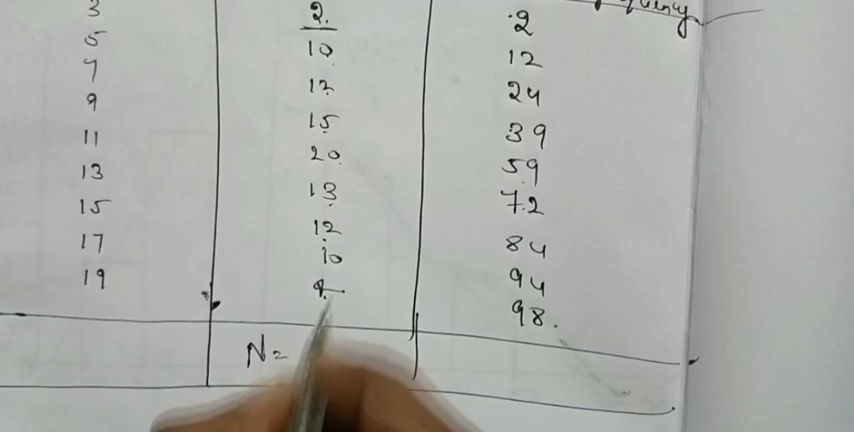 quency
3 2 2
5 10 12
7 12 24
9 15 39
11 20 59
13 13 72
15 12 84
17 10 94
19 4 98.
N=